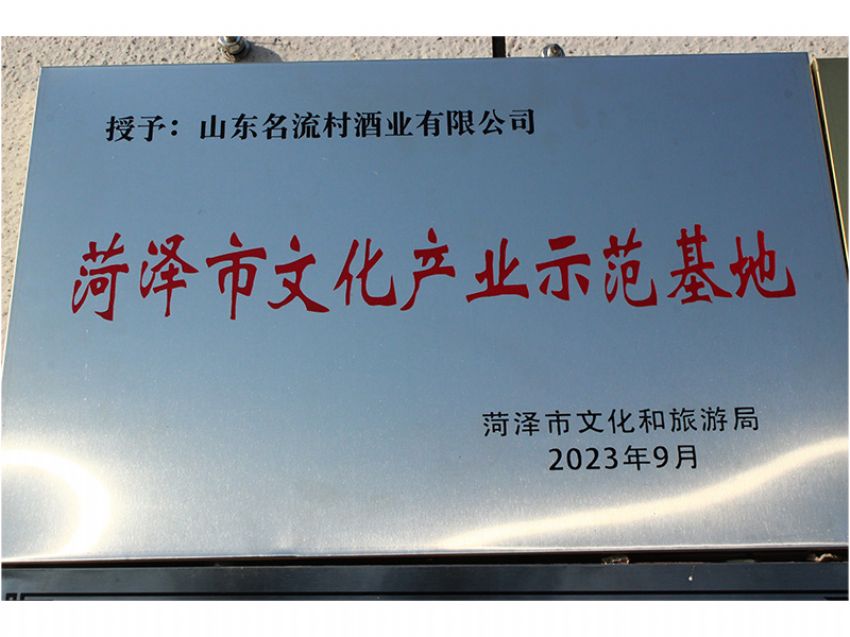 授予：山东名流村酒业有限公司
菏泽市文化产业示范基地
菏泽市文化和旅游局
2023年9月